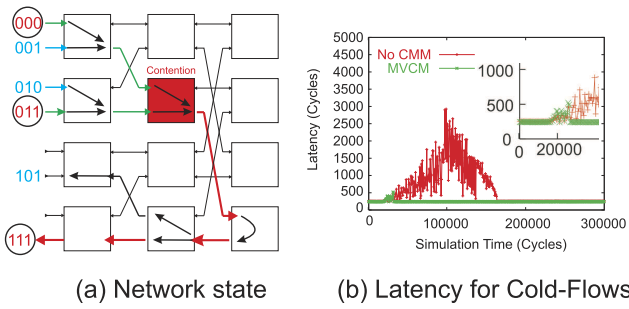 000
001
010
011
101
111
Contention
(a) Network state
Latency (Cycles)
5000
4500
4000
3500
3000
2500
2000
1500
1000
500
0
No CMM
MVCM
1000
500
0
0 20000
0 100000 200000 300000
Simulation Time (Cycles)
(b) Latency for Cold-Flows